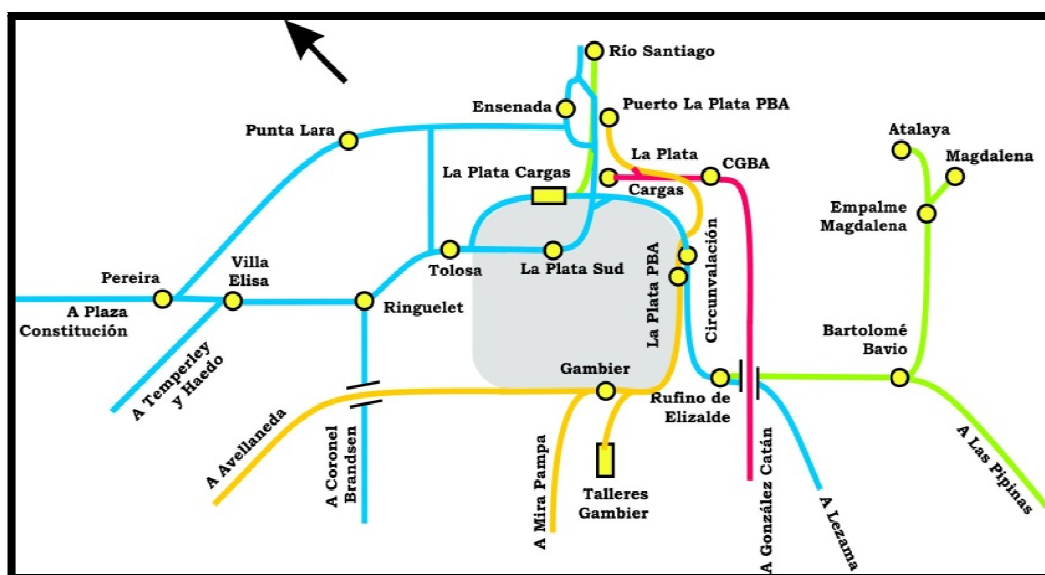 Río Santiago
Ensenada
Puerto La Plata PBA
Punta Lara
Atalaya
La Plata
CGBA
Magdalena
La Plata Cargas
Cargas
Empalme
Magdalena
Villa
Elisa
Pereira
Tolosa
La Plata Sud
La Plata PBA
Circunvalación
A Plaza
Constitución
Ringuelet
Bartolomé
Bavio
Gambier
Rufino de
Elizalde
A Temperley
y Haedo
A Avellaneda
A Coronel
Brandsen
A Mira Pampa
Talleres
Gambier
A González Catán
A Lezama
A Las Pipinas